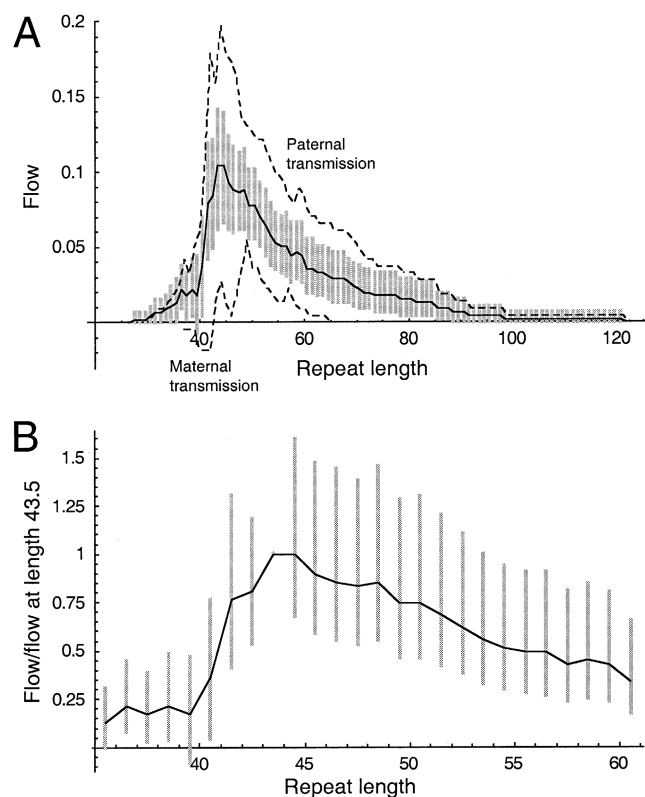 A
0.2
0.15
0.1
0.05
Flow
Paternal
transmission
Maternal
transmission
40
60
80
100
120
Repeat length
B
1.5
1.25
1
0.75
0.5
0.25
Flow/flow at length 43.5
40
45
50
55
60
Repeat length